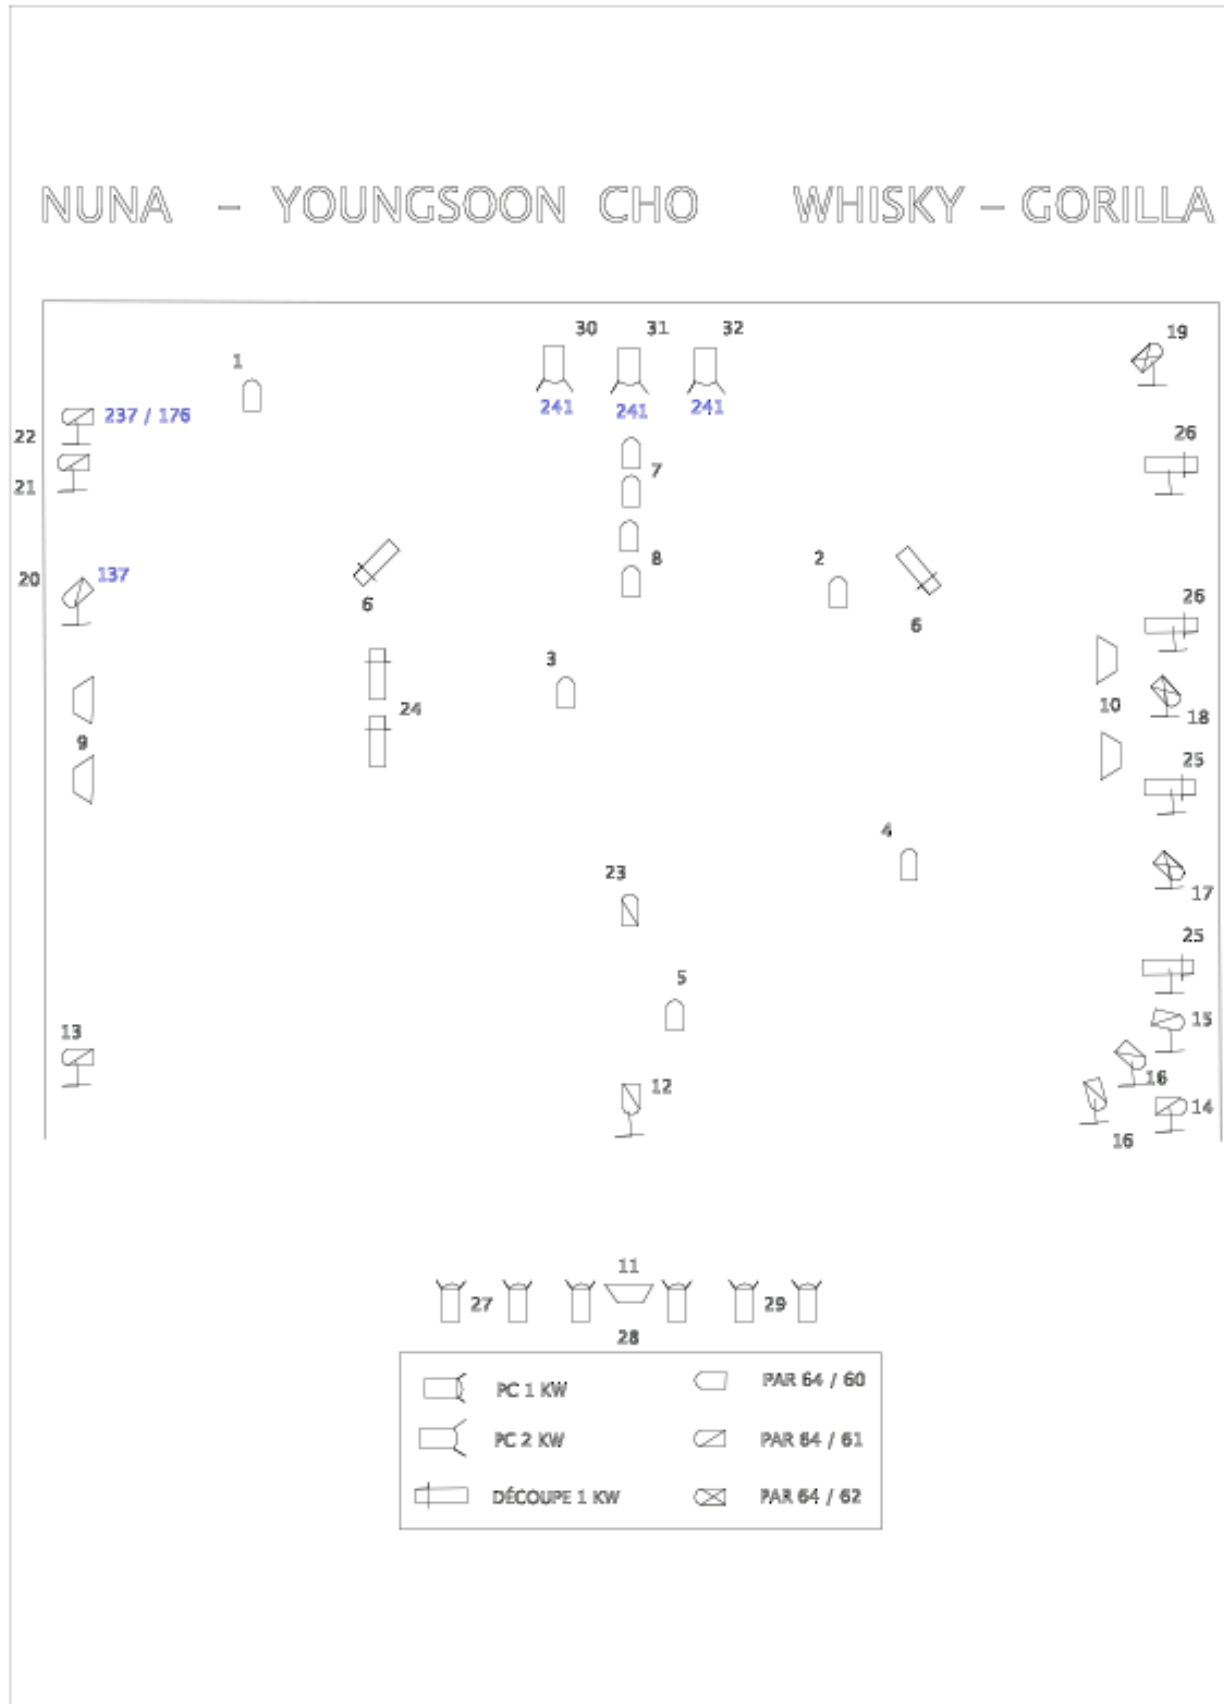 NUNA - YOUNGSOON CHO WHISKY - GORILLA
30 31 32 19
1
241 241 241
237 / 176
22 26
7
21
8 2
20 137 26
6 6
3
24 10 18
9
25
4
23 17
25
5
13 15
12 16 14
16
11
27 29
28
PC 1 KW PAR 64 / 60
PC 2 KW PAR 64 / 61
DÉCOUPE 1 KW PAR 64 / 62